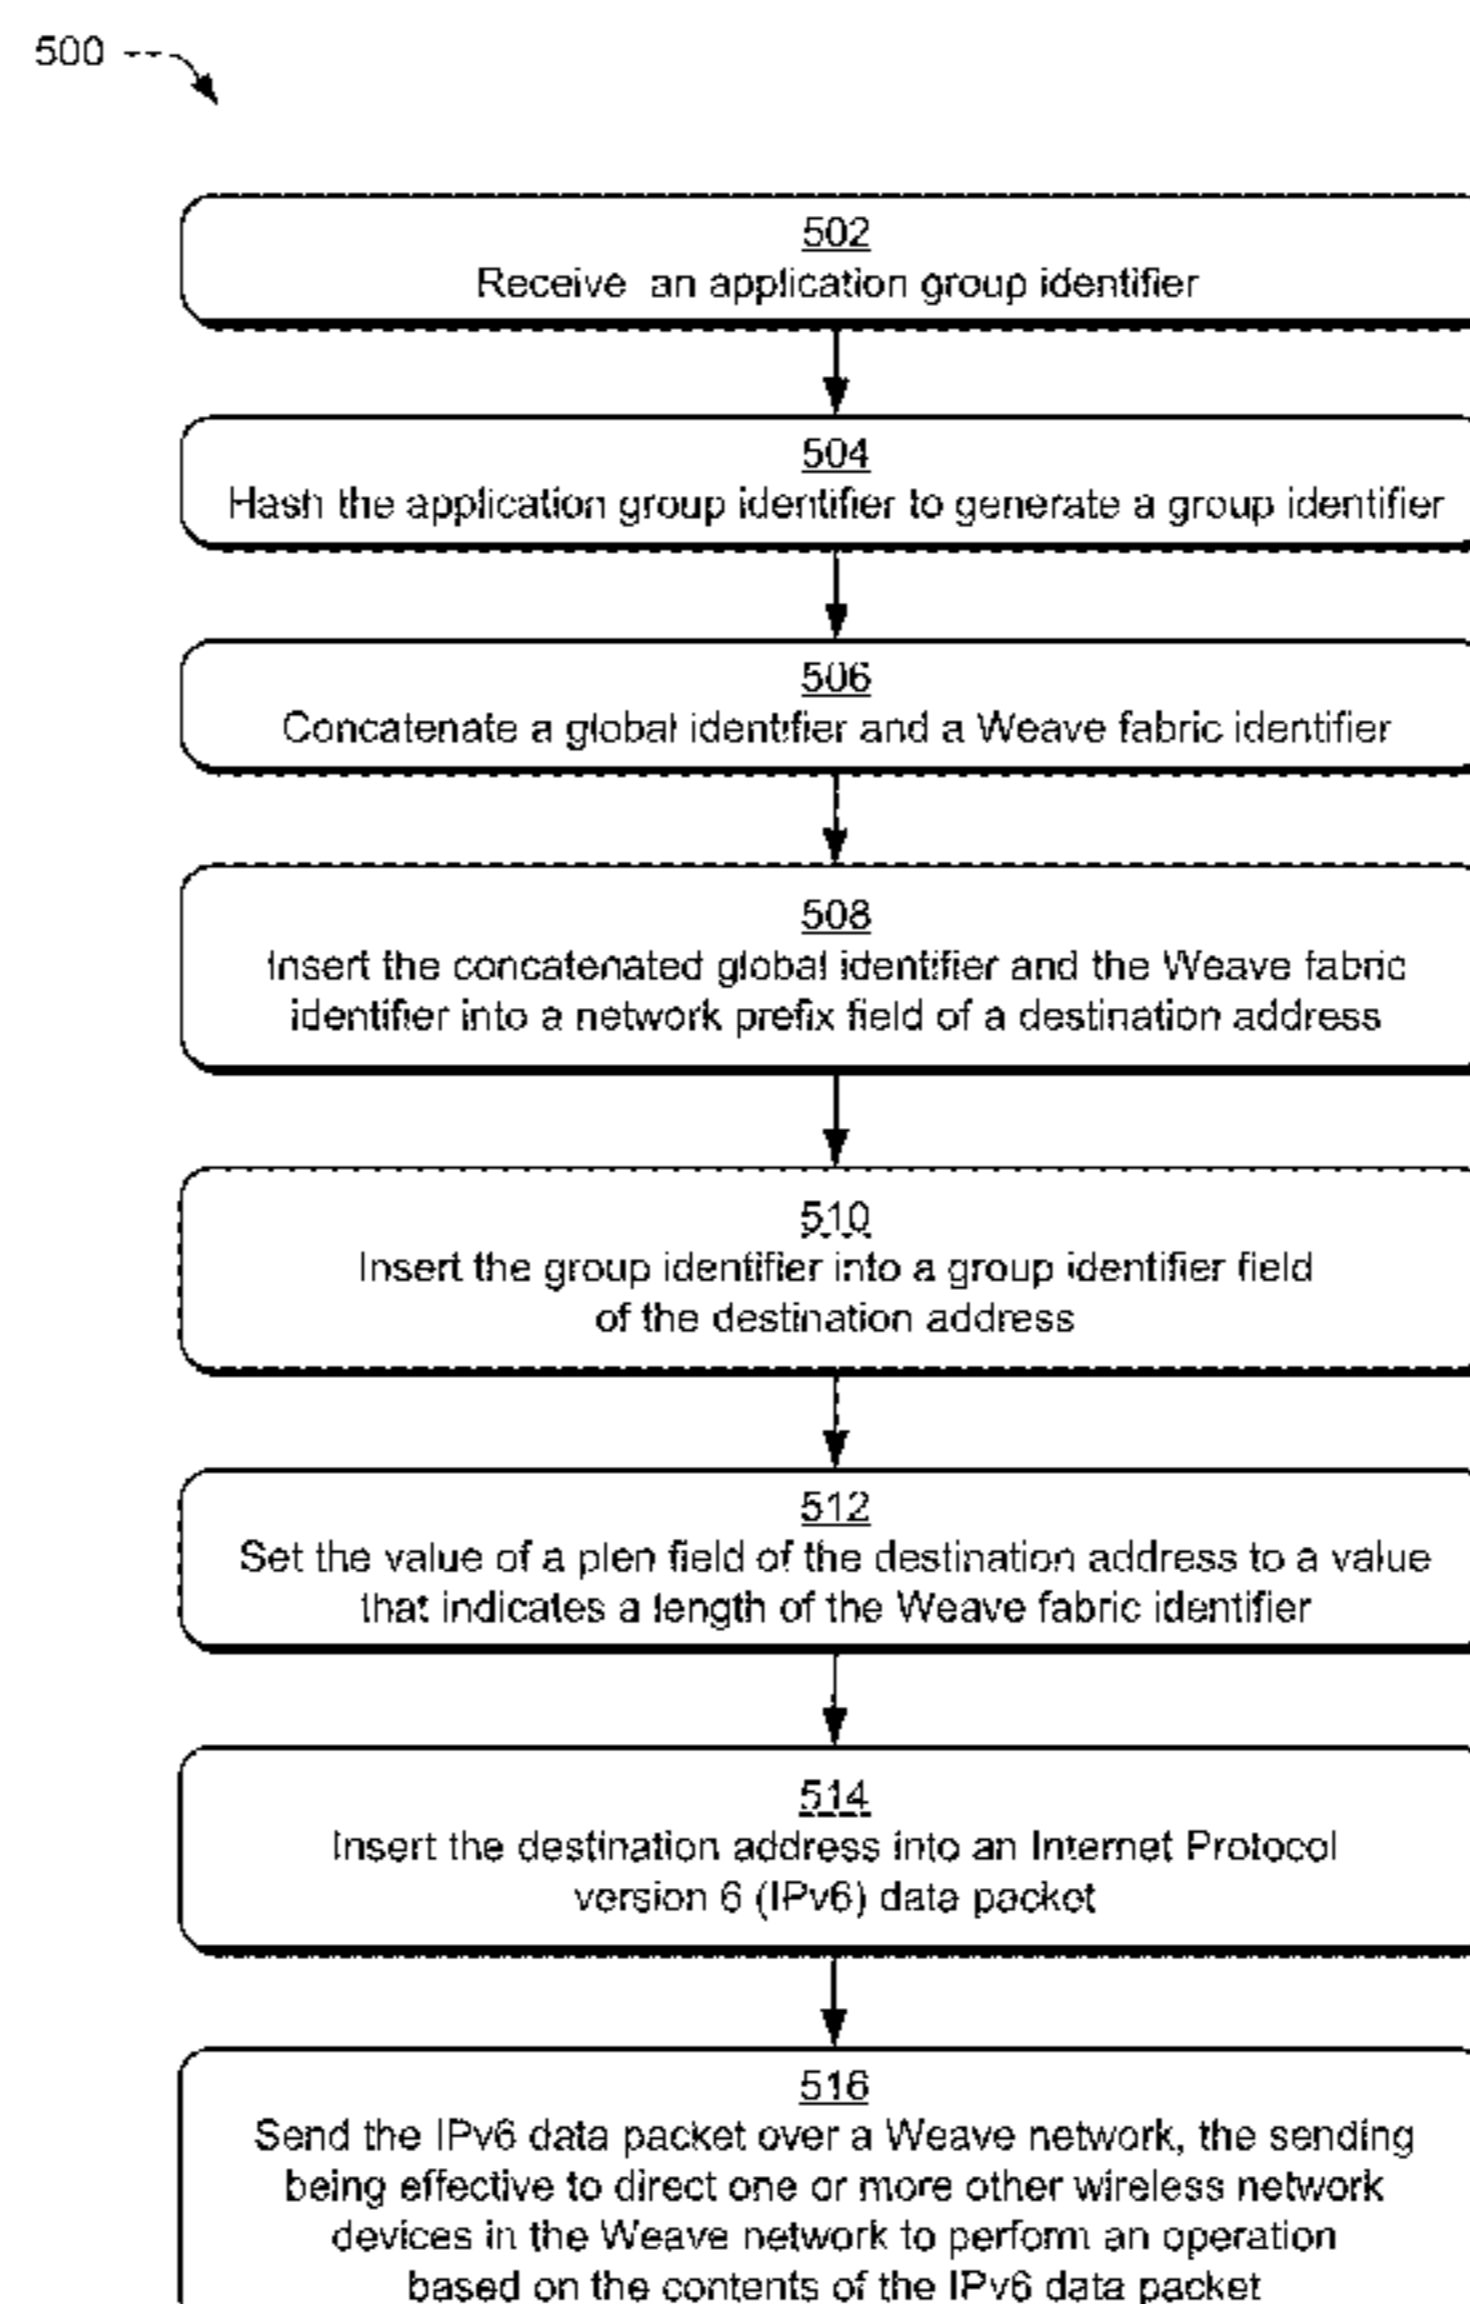 500
502
Receive an application group identifier
504
Hash the application group identifier to generate a group identifier
506
Concatenate a global identifier and a Weave fabric identifier
508
Insert the concatenated global identifier and the Weave fabric
identifier into a network prefix field of a destination address
510
Insert the group identifier into a group identifier field
of the destination address
512
Set the value of a plen field of the destination address to a value
that indicates a length of the Weave fabric identifier
514
Insert the destination address into an Internet Protocol
version 6 (IPv6) data packet
516
Send the IPv6 data packet over a Weave network, the sending
being effective to direct one or more other wireless network
devices in the Weave network to perform an operation
based on the contents of the IPv6 data packet